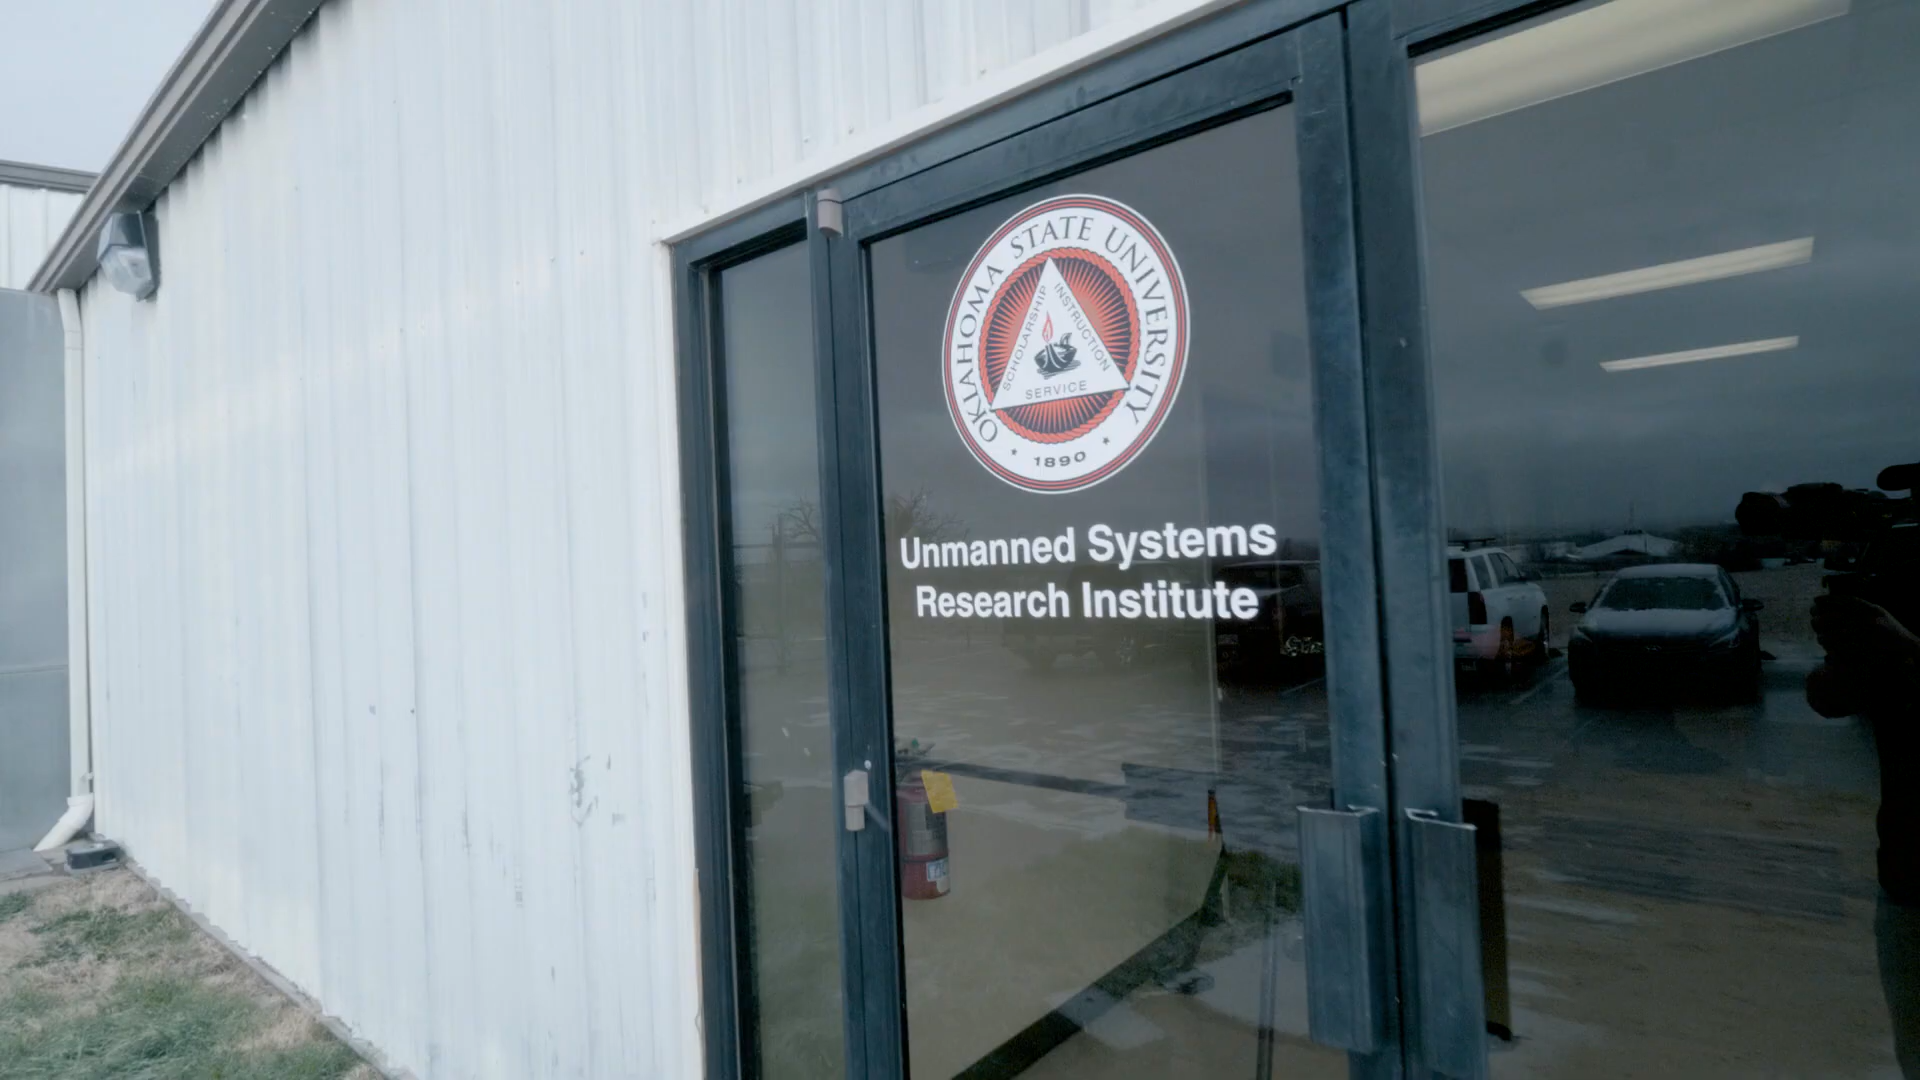 OKLAHOMA STATE UNIVERSITY
SCHOLARSHIP
INSTRUCTION
SERVICE
* 1890 *
Unmanned Systems
Research Institute